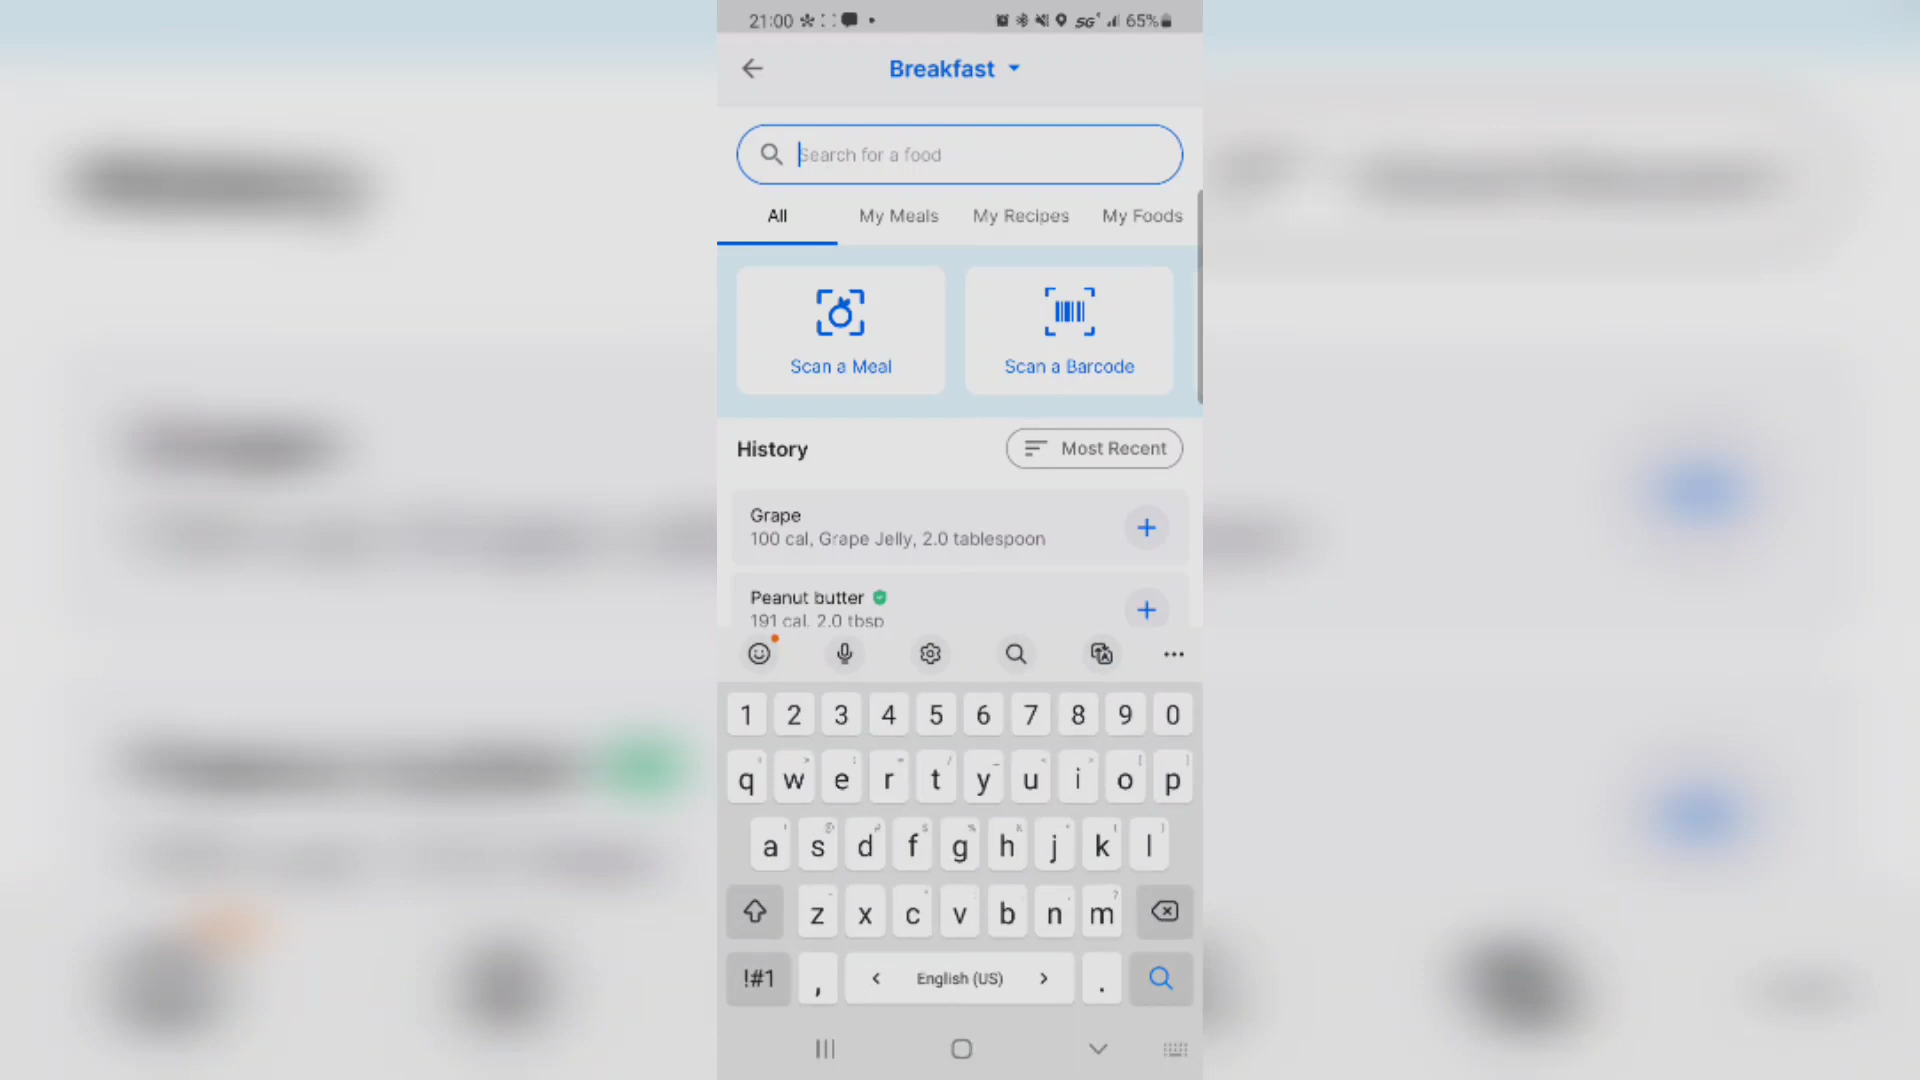 21:00 5G 65%
Breakfast
Search for a food
All My Meals My Recipes My Foods
Scan a Meal Scan a Barcode
History Most Recent
Grape
100 cal, Grape Jelly, 2.0 tablespoon
Peanut butter
191 cal, 2.0 tbsp
1 2 3 4 5 6 7 8 9 0
q w e r t y u i o p
a s d f g h j k l
z x c v b n m
!#1 , < English (US) > .